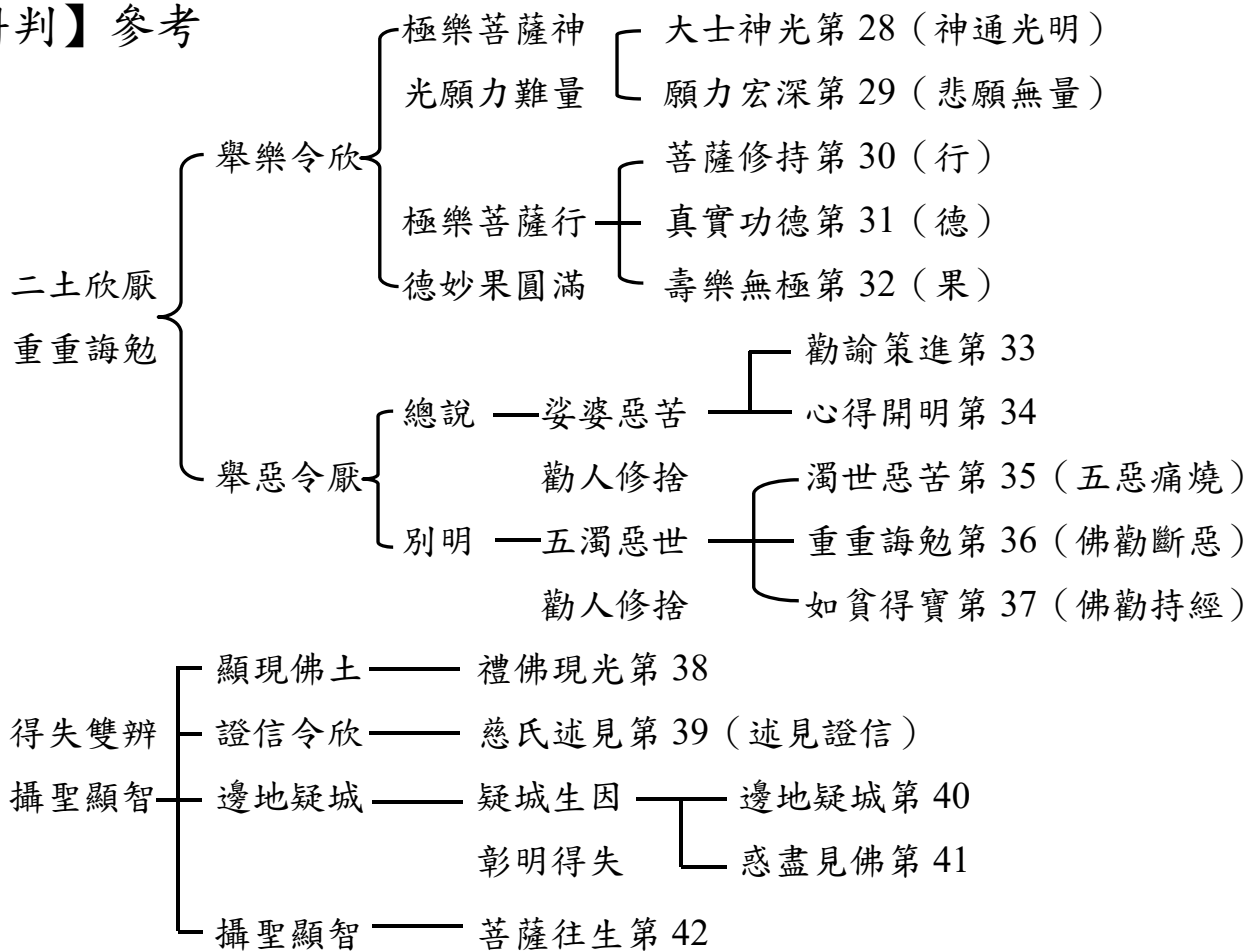 判】參考
極樂菩薩神 大士神光第 28（神通光明）
光願力難量 願力宏深第 29（悲願無量）
舉樂令欣 菩薩修持第 30（行）
極樂菩薩行 真實功德第 31（德）
二土欣厭 德妙果圓滿 壽樂無極第 32（果）
重重誨勉 勸諭策進第 33
總說 娑婆惡苦 心得開明第 34
舉惡令厭 勸人修捨 濁世惡苦第 35（五惡痛燒）
別明 五濁惡世 重重誨勉第 36（佛勸斷惡）
勸人修捨 如貧得寶第 37（佛勸持經）
顯現佛土 禮佛現光第 38
得失雙辨 證信令欣 慈氏述見第 39（述見證信）
攝聖顯智 邊地疑城 疑城生因 邊地疑城第 40
彰明得失 惑盡見佛第 41
攝聖顯智 菩薩往生第 42